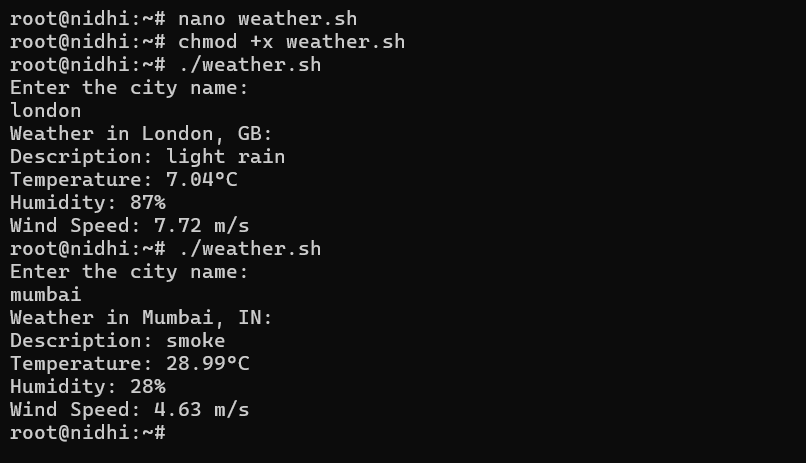 root@nidhi:~# nano weather.sh
root@nidhi:~# chmod +x weather.sh
root@nidhi:~# ./weather.sh
Enter the city name:
london
Weather in London, GB:
Description: light rain
Temperature: 7.04°C
Humidity: 87%
Wind Speed: 7.72 m/s
root@nidhi:~# ./weather.sh
Enter the city name:
mumbai
Weather in Mumbai, IN:
Description: smoke
Temperature: 28.99°C
Humidity: 28%
Wind Speed: 4.63 m/s
root@nidhi:~#